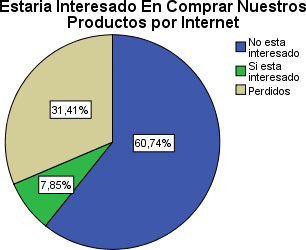 Estaria Interesado En Comprar Nuestros
Productos por Internet
No esta
interesado
Si esta
interesado
Perdidos
31,41%
60,74%
7,85%